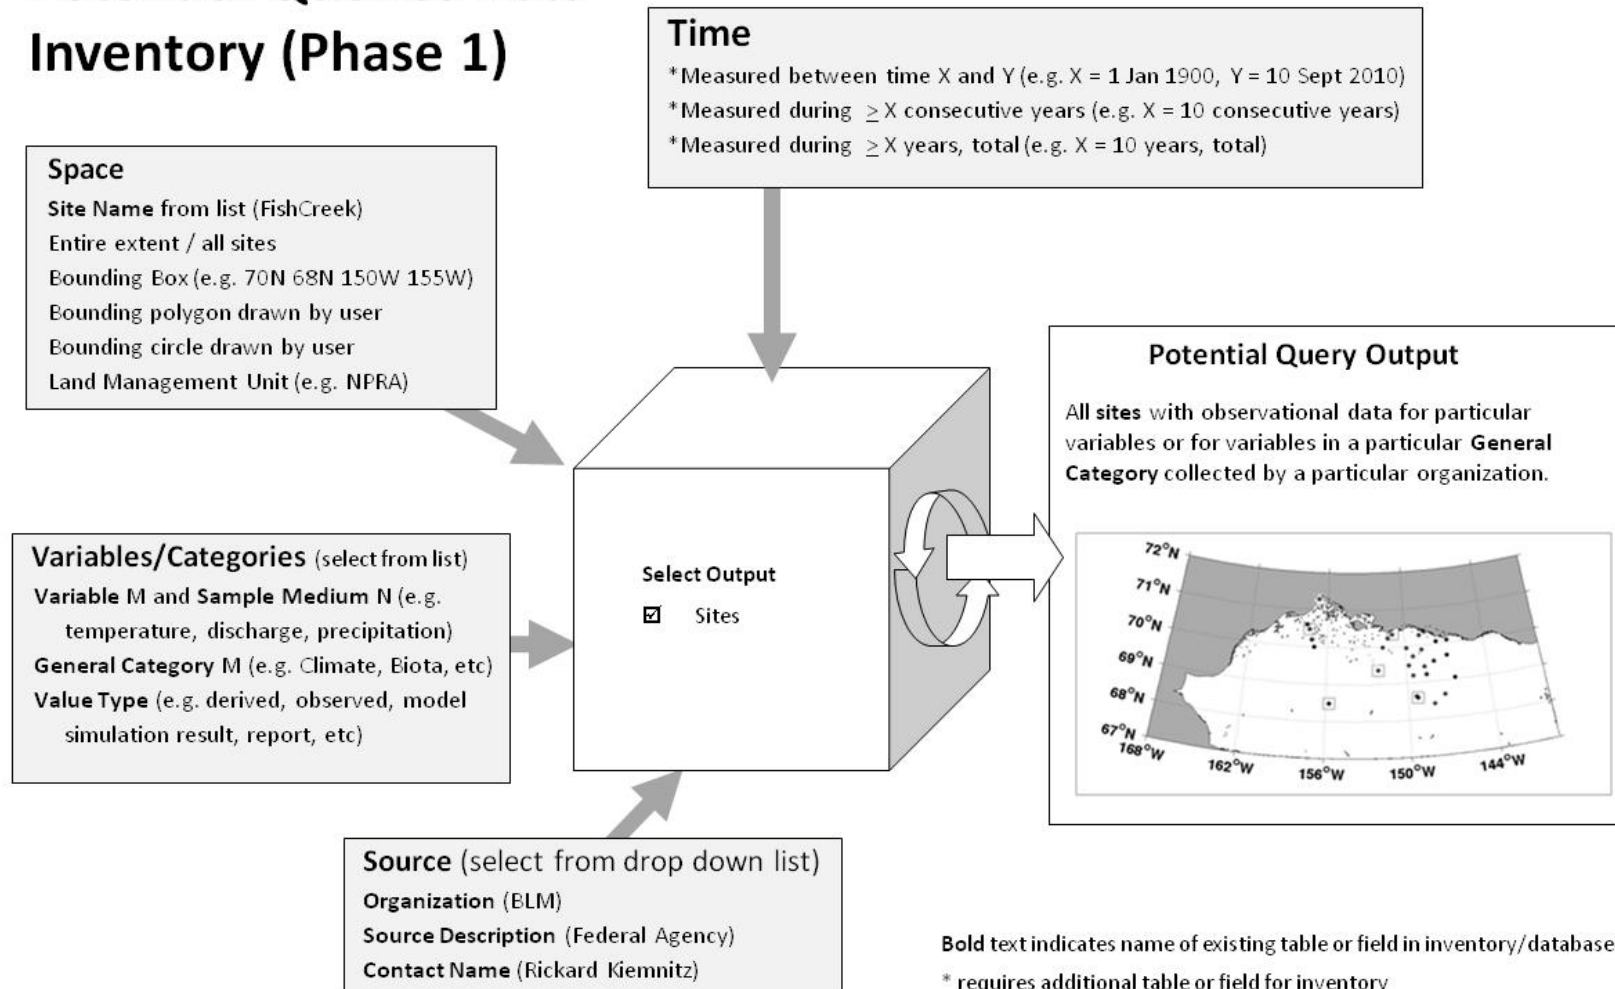 Inventory (Phase 1)
Time
*Measured between time X and Y (e.g. X = 1 Jan 1900, Y = 10 Sept 2010)
*Measured during ≥ X consecutive years (e.g. X = 10 consecutive years)
*Measured during ≥ X years, total (e.g. X = 10 years, total)
Space
Site Name from list (FishCreek)
Entire extent / all sites
Bounding Box (e.g. 70N 68N 150W 155W)
Bounding polygon drawn by user
Bounding circle drawn by user
Land Management Unit (e.g. NPRA)
Variables/Categories (select from list)
Variable M and Sample Medium N (e.g.
temperature, discharge, precipitation)
General Category M (e.g. Climate, Biota, etc)
Value Type (e.g. derived, observed, model
simulation result, report, etc)
Select Output
☑ Sites
Potential Query Output
All sites with observational data for particular
variables or for variables in a particular General
Category collected by a particular organization.
72°N
71°N
70°N
69°N
68°N
67°N
168°W
162°W
156°W
150°W
144°W
Source (select from drop down list)
Organization (BLM)
Source Description (Federal Agency)
Contact Name (Rickard Kiemnitz)
Bold text indicates name of existing table or field in inventory/database
* requires additional table or field for inventory